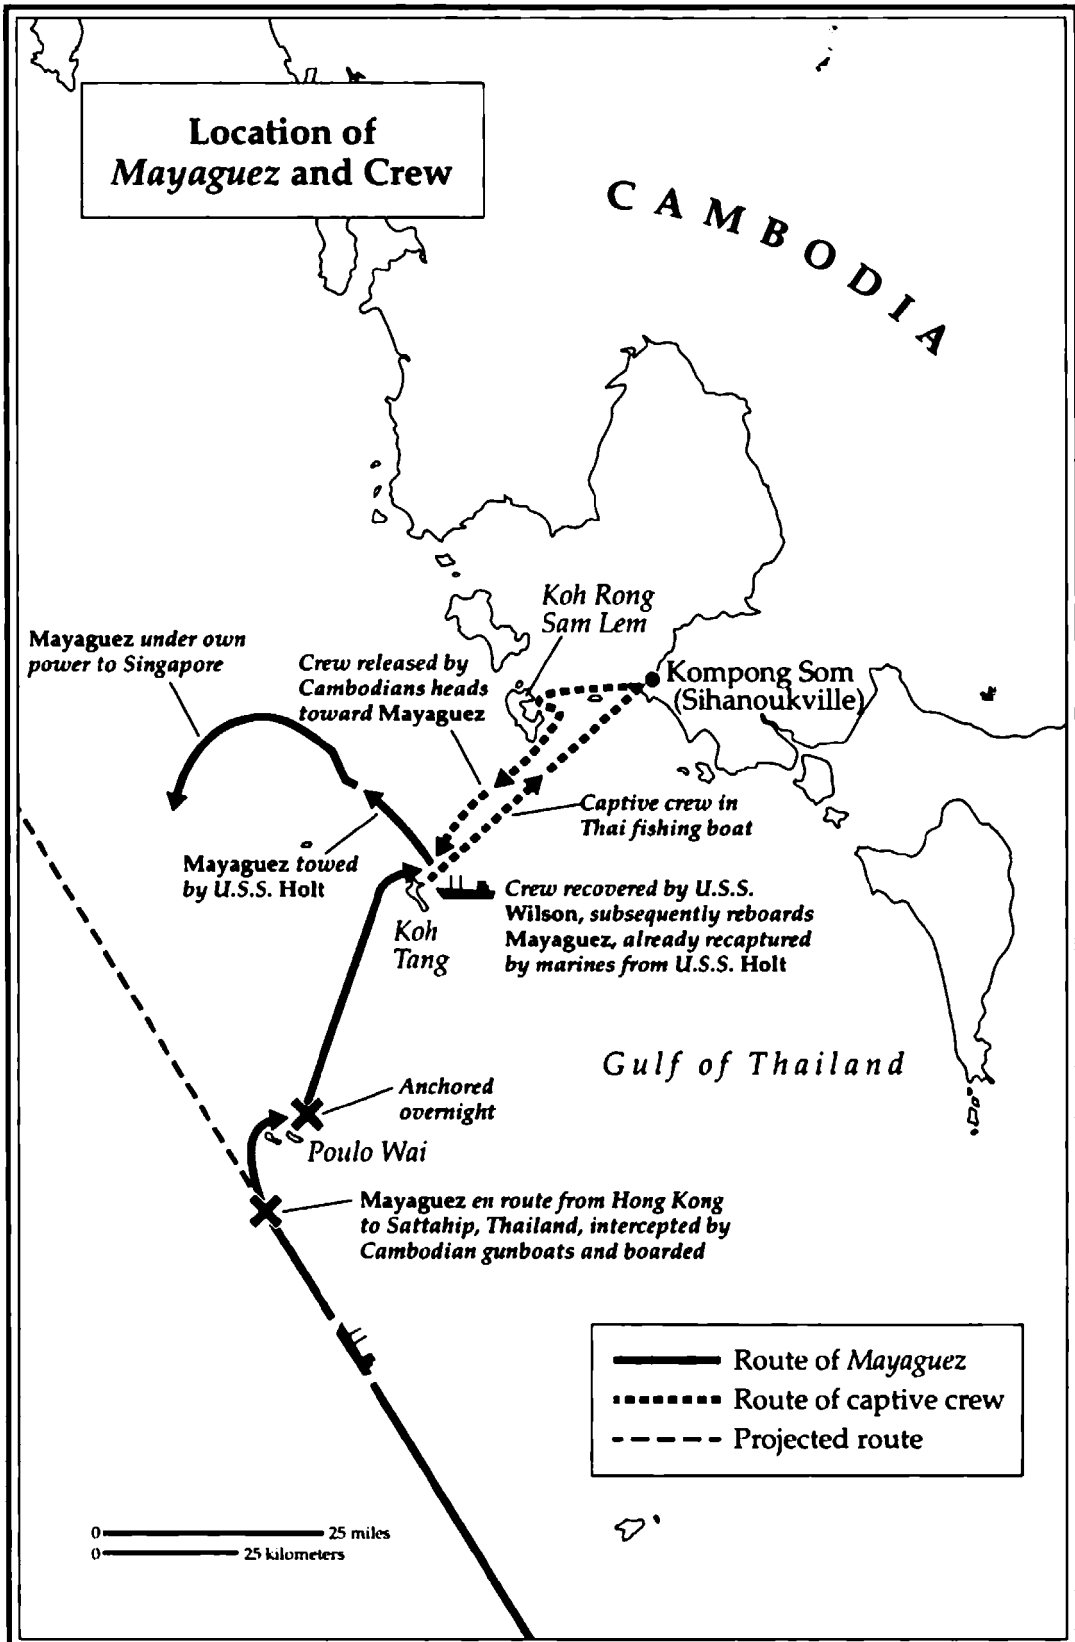 Location of
Mayaguez and Crew
CAMBODIA
Koh Rong
Sam Lem
Mayaguez under own
power to Singapore
Crew released by
Cambodians heads
toward Mayaguez
Kompong Som
(Sihanoukville)
Captive crew in
Thai fishing boat
Mayaguez towed
by U.S.S. Holt
Crew recovered by U.S.S.
Wilson, subsequently reboards
Mayaguez, already recaptured
by marines from U.S.S. Holt
Koh
Tang
Gulf of Thailand
Anchored
overnight
Poulo Wai
Mayaguez en route from Hong Kong
to Sattahip, Thailand, intercepted by
Cambodian gunboats and boarded
Route of Mayaguez
Route of captive crew
Projected route
0 25 miles
0 25 kilometers